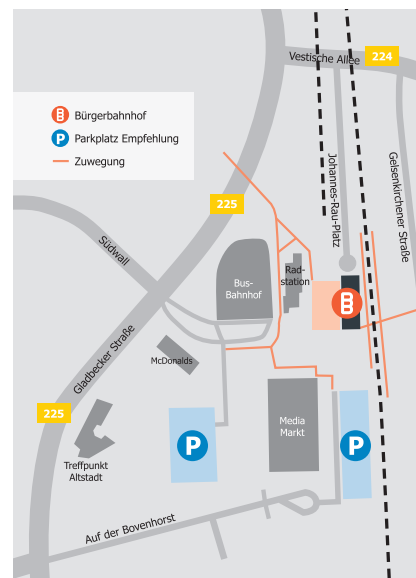 Vestische Allee
224
Bürgerbahnhof
P
Parkplatz Empfehlung
Zuwegung
Johannes-Rau-Platz
Gelsenkirchener Straße
225
Südwall
Bus-
Bahnhof
Rad-
station
Gladbecker Straße
McDonalds
225
Media
Markt
P
P
Treffpunkt
Altstadt
Auf der Bovenhorst